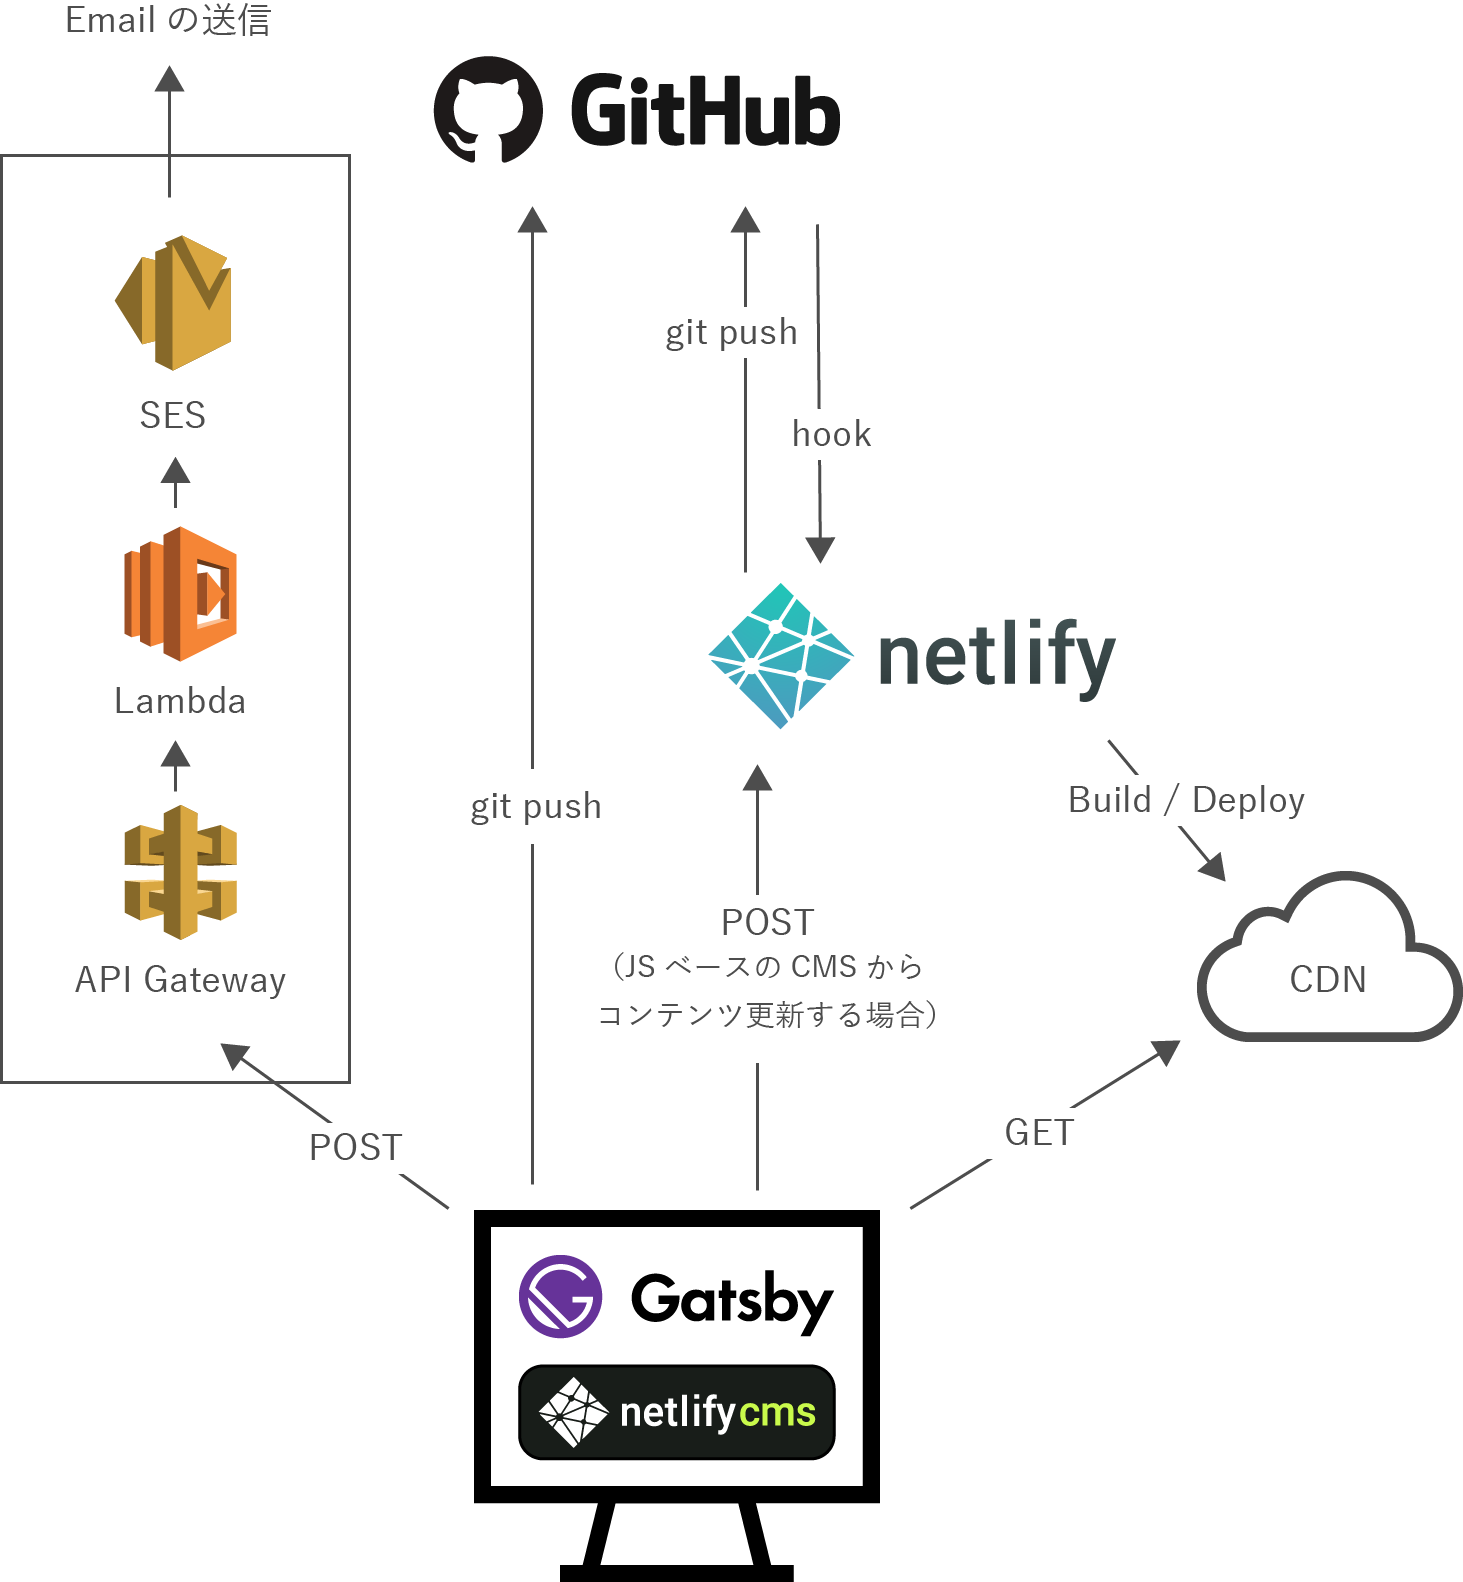 Email の送信
GitHub
git push
hook
SES
netlify
Lambda
Build / Deploy
git push
POST
(JS ベースの CMS から
コンテンツ更新する場合)
API Gateway
CDN
POST
GET
Gatsby
netlifycms